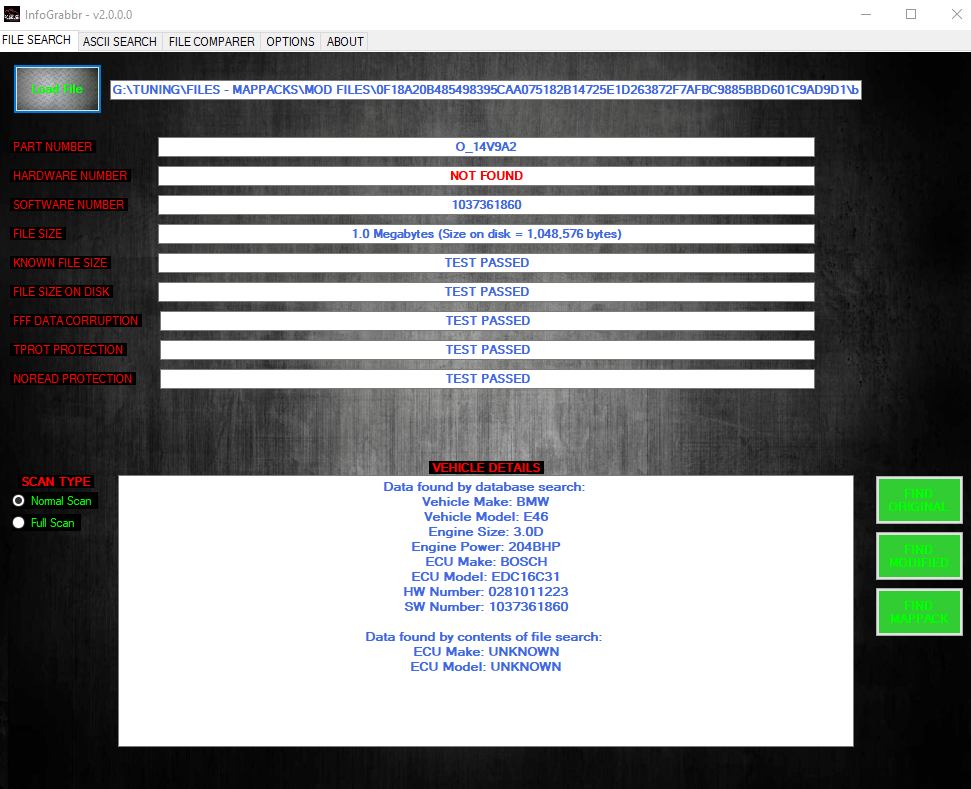 InfoGrabbr - v2.0.0.0
FILE SEARCH ASCII SEARCH FILE COMPARER OPTIONS ABOUT
Load File G:\TUNING\FILES - MAPPACKS\MOD FILES\0F18A20B485498395CAA075182B14725E1D263872F7AFBC9885BBD601C9AD9D1\b
PART NUMBER O_14V9A2
HARDWARE NUMBER NOT FOUND
SOFTWARE NUMBER 1037361860
FILE SIZE 1.0 Megabytes (Size on disk = 1,048,576 bytes)
KNOWN FILE SIZE TEST PASSED
FILE SIZE ON DISK TEST PASSED
FFF DATA CORRUPTION TEST PASSED
TPROT PROTECTION TEST PASSED
NOREAD PROTECTION TEST PASSED
VEHICLE DETAILS
SCAN TYPE
Normal Scan
Full Scan
Data found by database search:
Vehicle Make: BMW
Vehicle Model: E46
Engine Size: 3.0D
Engine Power: 204BHP
ECU Make: BOSCH
ECU Model: EDC16C31
HW Number: 0281011223
SW Number: 1037361860
Data found by contents of file search:
ECU Make: UNKNOWN
ECU Model: UNKNOWN
FIND
ORIGINAL
FIND
MODIFIED
FIND
MAPPACK